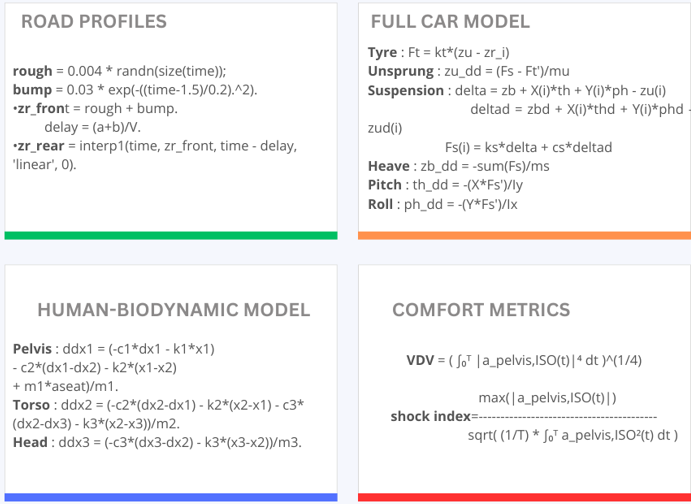 ROAD PROFILES
rough = 0.004 * randn(size(time));
bump = 0.03 * exp(-((time-1.5)/0.2).^2).
•zr_front = rough + bump.
delay = (a+b)/V.
•zr_rear = interp1(time, zr_front, time - delay,
'linear', 0).
FULL CAR MODEL
Tyre : Ft = kt*(zu - zr_i)
Unsprung : zu_dd = (Fs - Ft')/mu
Suspension : delta = zb + X(i)*th + Y(i)*ph - zu(i)
deltad = zbd + X(i)*thd + Y(i)*phd -
zud(i)
Fs(i) = ks*delta + cs*deltad
Heave : zb_dd = -sum(Fs)/ms
Pitch : th_dd = -(X*Fs')/Iy
Roll : ph_dd = -(Y*Fs')/Ix
HUMAN-BIODYNAMIC MODEL
Pelvis : ddx1 = (-c1*dx1 - k1*x1)
- c2*(dx1-dx2) - k2*(x1-x2)
+ m1*aseat)/m1.
Torso : ddx2 = (-c2*(dx2-dx1) - k2*(x2-x1) - c3*
(dx2-dx3) - k3*(x2-x3))/m2.
Head : ddx3 = (-c3*(dx3-dx2) - k3*(x3-x2))/m3.
COMFORT METRICS
VDV = ( ∫₀ᵀ |a_pelvis,ISO(t)|⁴ dt )^(1/4)
max(|a_pelvis,ISO(t)|)
shock index=-----------------------------------------
sqrt( (1/T) * ∫₀ᵀ a_pelvis,ISO²(t) dt )